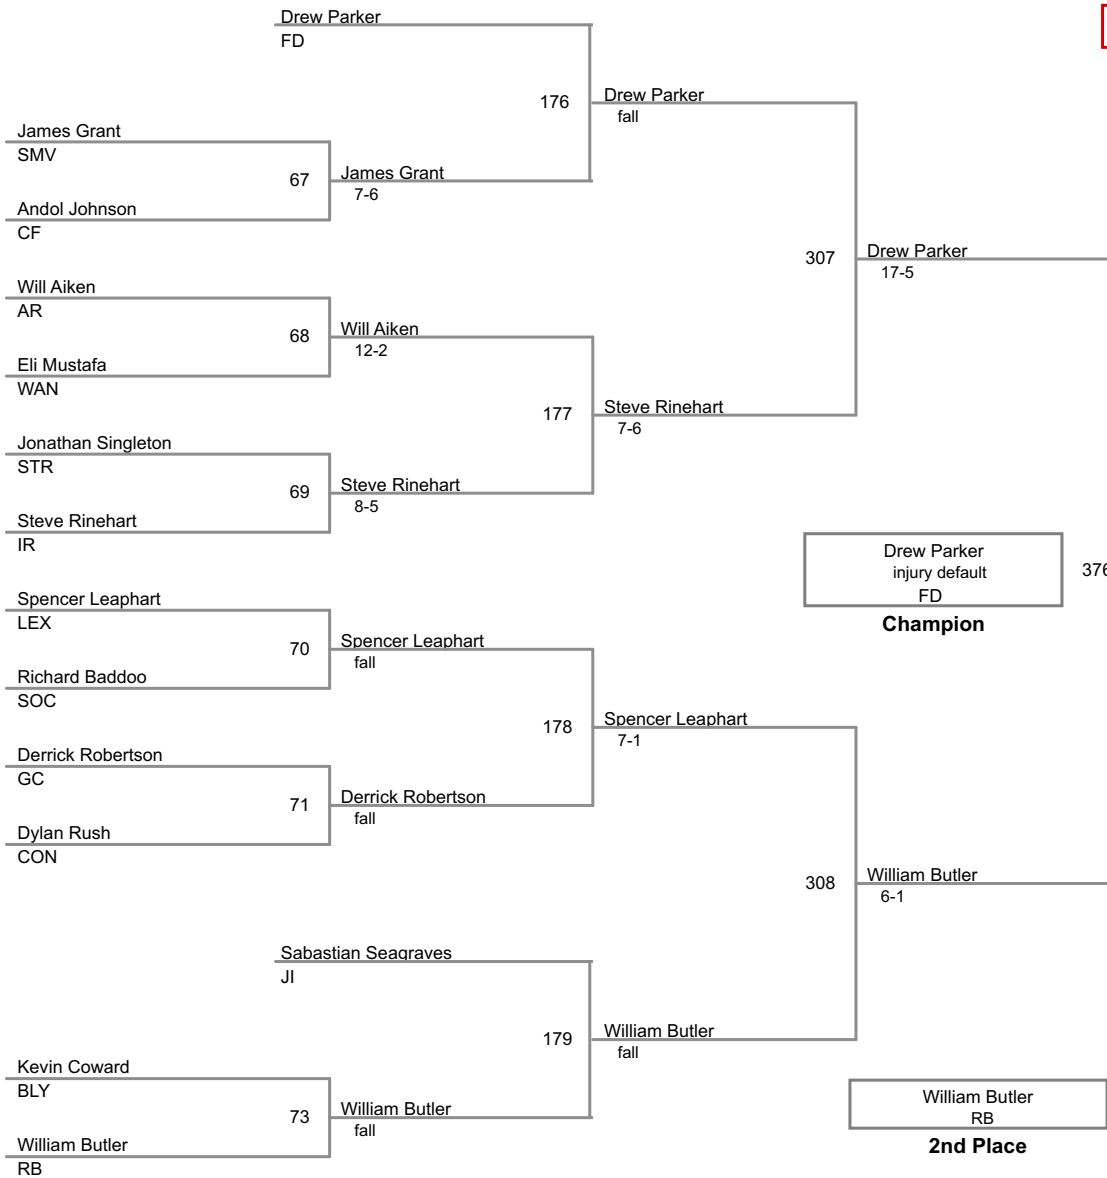 Drew Parker
FD
176
Drew Parker
fall
James Grant
SMV
67
James Grant
7-6
Andol Johnson
CF
307
Drew Parker
17-5
Will Aiken
AR
68
Will Aiken
12-2
Eli Mustafa
WAN
177
Steve Rinehart
7-6
Jonathan Singleton
STR
69
Steve Rinehart
8-5
Steve Rinehart
IR
Drew Parker
injury default
FD
376
Champion
Spencer Leaphart
LEX
70
Spencer Leaphart
fall
Richard Baddoo
SOC
178
Spencer Leaphart
7-1
Derrick Robertson
GC
71
Derrick Robertson
fall
Dylan Rush
CON
308
William Butler
6-1
Sabastian Seagraves
JI
179
William Butler
fall
Kevin Coward
BLY
73
William Butler
fall
William Butler
RB
William Butler
RB
2nd Place